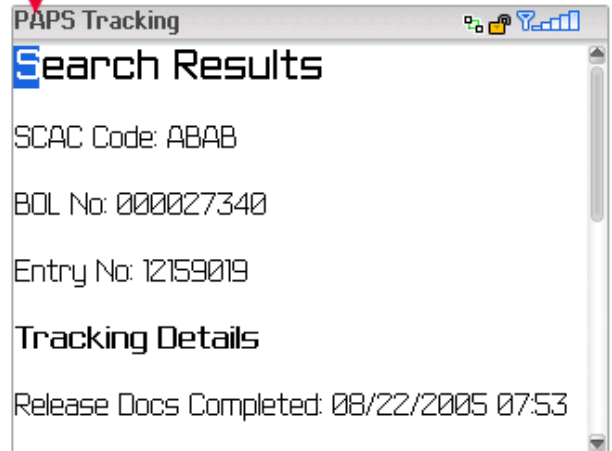 PAPS Tracking
Search Results
SCAC Code: ABAB
BOL No: 000027340
Entry No: 12159019
Tracking Details
Release Docs Completed: 08/22/2005 07:53